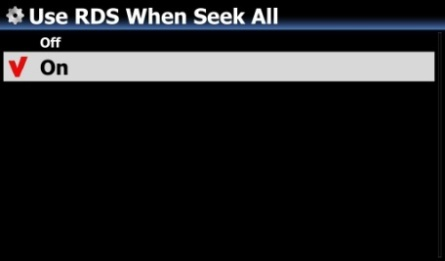 Use RDS When Seek All
Off
On